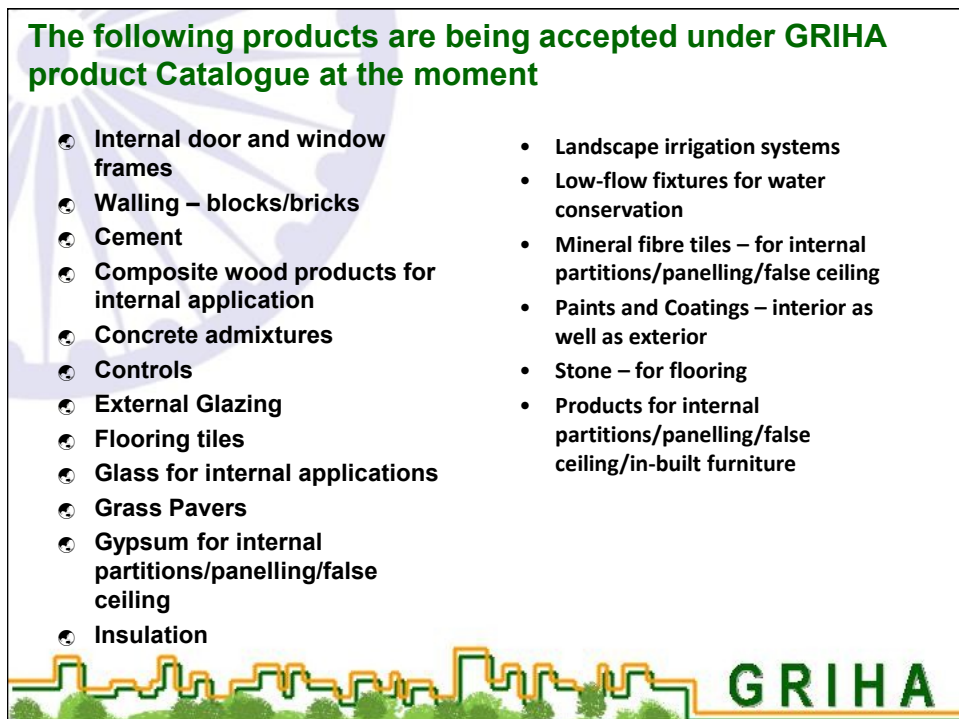 The following products are being accepted under GRIHA
product Catalogue at the moment
Internal door and window
frames
Walling – blocks/bricks
Cement
Composite wood products for
internal application
Concrete admixtures
Controls
External Glazing
Flooring tiles
Glass for internal applications
Grass Pavers
Gypsum for internal
partitions/panelling/false
ceiling
Insulation
• Landscape irrigation systems
• Low-flow fixtures for water
conservation
• Mineral fibre tiles – for internal
partitions/panelling/false ceiling
• Paints and Coatings – interior as
well as exterior
• Stone – for flooring
• Products for internal
partitions/panelling/false
ceiling/in-built furniture
GRIHA